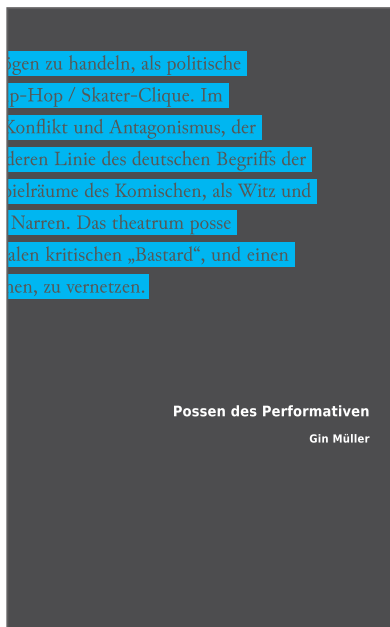 ögen zu handeln, als politische
p-Hop / Skater-Clique. Im
Konflikt und Antagonismus, der
deren Linie des deutschen Begriffs der
pielräume des Komischen, als Witz und
Narren. Das theatrum posse
alen kritischen „Bastard“, und einen
nen, zu vernetzen.
Possen des Performativen
Gin Müller